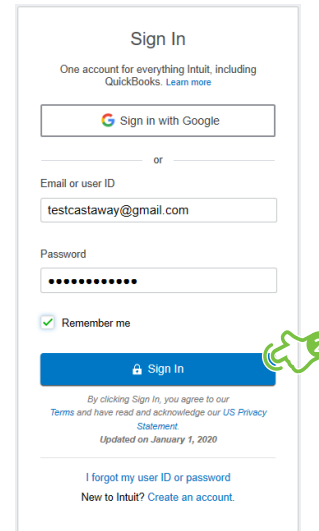 Sign In
One account for everything Intuit, including
QuickBooks. Learn more
Sign in with Google
or
Email or user ID
testcastaway@gmail.com
Password
●●●●●●●●●●●●
Remember me
Sign In
By clicking Sign In, you agree to our
Terms and have read and acknowledge our US Privacy
Statement.
Updated on January 1, 2020
I forgot my user ID or password
New to Intuit? Create an account.